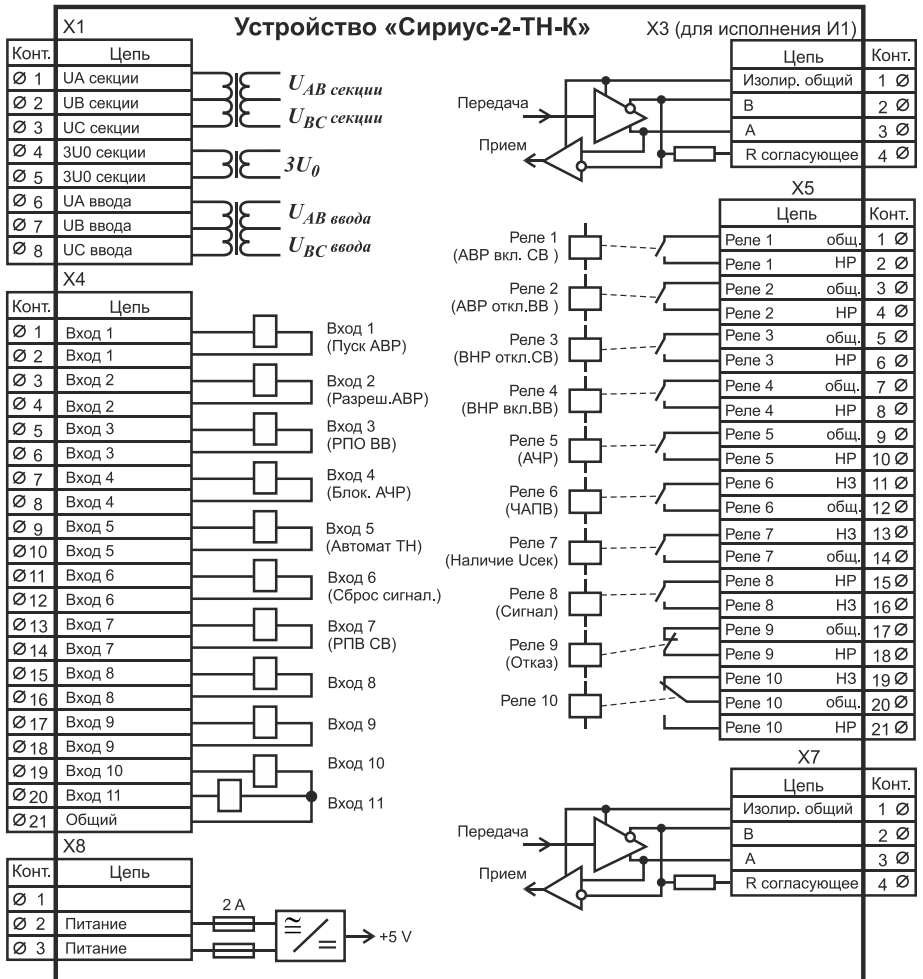 Устройство «Сириус-2-ТН-К»
X1
Конт. Цепь
Ø 1 UA секции
Ø 2 UB секции
Ø 3 UC секции
Ø 4 3U0 секции
Ø 5 3U0 секции
Ø 6 UA ввода
Ø 7 UB ввода
Ø 8 UC ввода
UAB секции
UBC секции
3U0
UAB ввода
UBC ввода
X4
Конт. Цепь
Ø 1 Вход 1
Ø 2 Вход 1
Ø 3 Вход 2
Ø 4 Вход 2
Ø 5 Вход 3
Ø 6 Вход 3
Ø 7 Вход 4
Ø 8 Вход 4
Ø 9 Вход 5
Ø 10 Вход 5
Ø 11 Вход 6
Ø 12 Вход 6
Ø 13 Вход 7
Ø 14 Вход 7
Ø 15 Вход 8
Ø 16 Вход 8
Ø 17 Вход 9
Ø 18 Вход 9
Ø 19 Вход 10
Ø 20 Вход 11
Ø 21 Общий
Вход 1
(Пуск АВР)
Вход 2
(Разреш.АВР)
Вход 3
(РПО ВВ)
Вход 4
(Блок. АЧР)
Вход 5
(Автомат ТН)
Вход 6
(Сброс сигнал.)
Вход 7
(РПВ СВ)
Вход 8
Вход 9
Вход 10
Вход 11
X8
Конт. Цепь
Ø 1
Ø 2 Питание
Ø 3 Питание
2 А
+5 V
X3 (для исполнения И1)
Цепь Конт.
Изолир. общий 1 Ø
B 2 Ø
A 3 Ø
R согласующее 4 Ø
Передача
Прием
X5
Цепь Конт.
Реле 1 общ. 1 Ø
Реле 1 НР 2 Ø
Реле 2 общ. 3 Ø
Реле 2 НР 4 Ø
Реле 3 общ. 5 Ø
Реле 3 НР 6 Ø
Реле 4 общ. 7 Ø
Реле 4 НР 8 Ø
Реле 5 общ. 9 Ø
Реле 5 НР 10 Ø
Реле 6 НЗ 11 Ø
Реле 6 общ. 12 Ø
Реле 7 НЗ 13 Ø
Реле 7 общ. 14 Ø
Реле 8 НР 15 Ø
Реле 8 НЗ 16 Ø
Реле 9 общ. 17 Ø
Реле 9 НР 18 Ø
Реле 10 НЗ 19 Ø
Реле 10 общ. 20 Ø
Реле 10 НР 21 Ø
Реле 1
(АВР вкл. СВ )
Реле 2
(АВР откл.ВВ )
Реле 3
(ВНР откл.СВ)
Реле 4
(ВНР вкл.ВВ)
Реле 5
(АЧР)
Реле 6
(ЧАПВ)
Реле 7
(Наличие Uсек)
Реле 8
(Сигнал)
Реле 9
(Отказ)
Реле 10
X7
Цепь Конт.
Изолир. общий 1 Ø
B 2 Ø
A 3 Ø
R согласующее 4 Ø
Передача
Прием